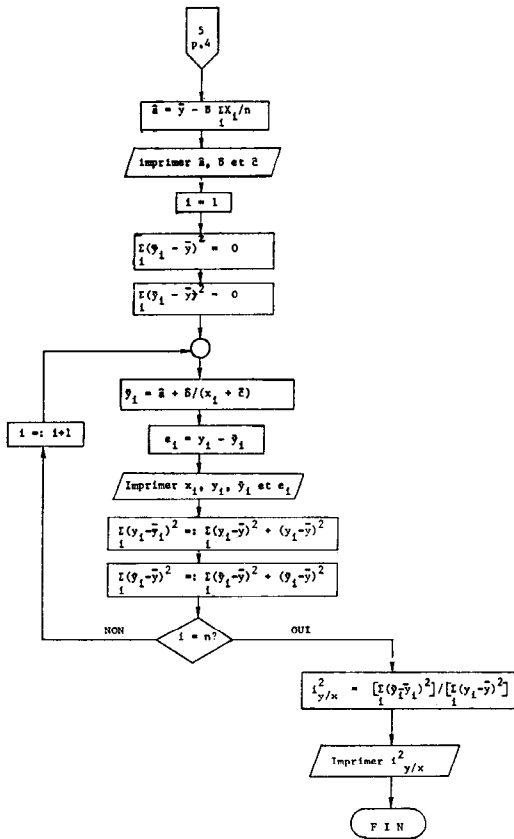 5
p.4
â = ȳ - B̂ ΣXᵢ/n
i
imprimer â, B̂ et ĉ
i = 1
Σ(ŷᵢ - ȳ)² = 0
i
Σ(ŷᵢ - ȳ)² - 0
i
ŷᵢ = â + B̂/(xᵢ + ĉ)
i =: i+1
eᵢ = yᵢ - ŷᵢ
Imprimer xᵢ, yᵢ, ŷᵢ et eᵢ
Σ(yᵢ-ȳᵢ)² =: Σ(yᵢ-ȳ)² + (yᵢ-ȳ)²
i i
Σ(ŷᵢ-ȳ)² =: Σ(ŷᵢ-ȳ)² + (ŷᵢ-ȳ)²
i i
NON
i = n?
OUI
i²y/x = [Σ(ŷᵢ-ȳᵢ)²]/[Σ(yᵢ-ȳ)²]
i i
Imprimer i²y/x
F I N